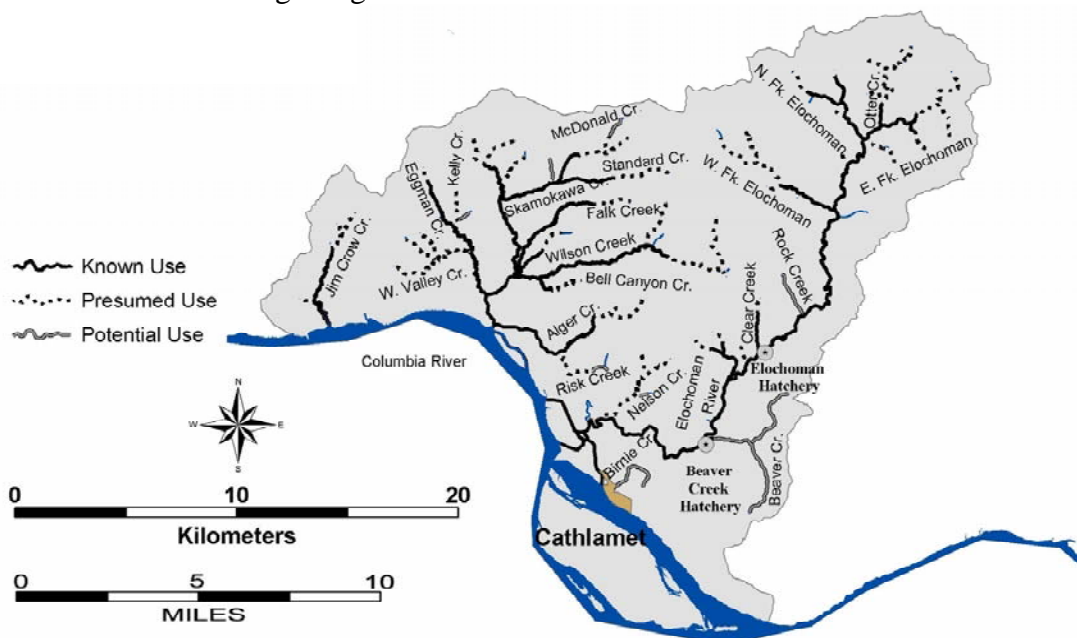 N. Fk. Elochoman
Otter Cr.
E. Fk. Elochoman
W. Fk. Elochoman
McDonald Cr.
Standard Cr.
Kelly Cr.
Eggman Cr.
Skamokawa Cr.
Falk Creek
Wilson Creek
Bell Canyon Cr.
Jim Crow Cr.
W. Valley Cr.
Rock Creek
Clear Creek
Alger Cr.
Known Use
Presumed Use
Potential Use
Columbia River
Risk Creek
Nelson Cr.
Elochoman
River
Elochoman
Hatchery
N
W
E
S
Birnie Cr.
Beaver Cr.
Beaver
Creek
Hatchery
0 10 20
Kilometers
Cathlamet
0 5 10
MILES